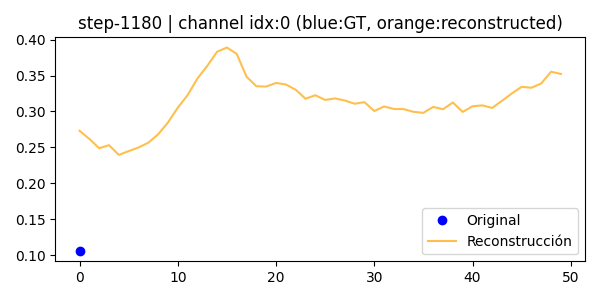 step-1180 | channel idx:0 (blue:GT, orange:reconstructed)
0.40
0.35
0.30
0.25
0.20
0.15
0.10
0 10 20 30 40 50
Original
Reconstrucción